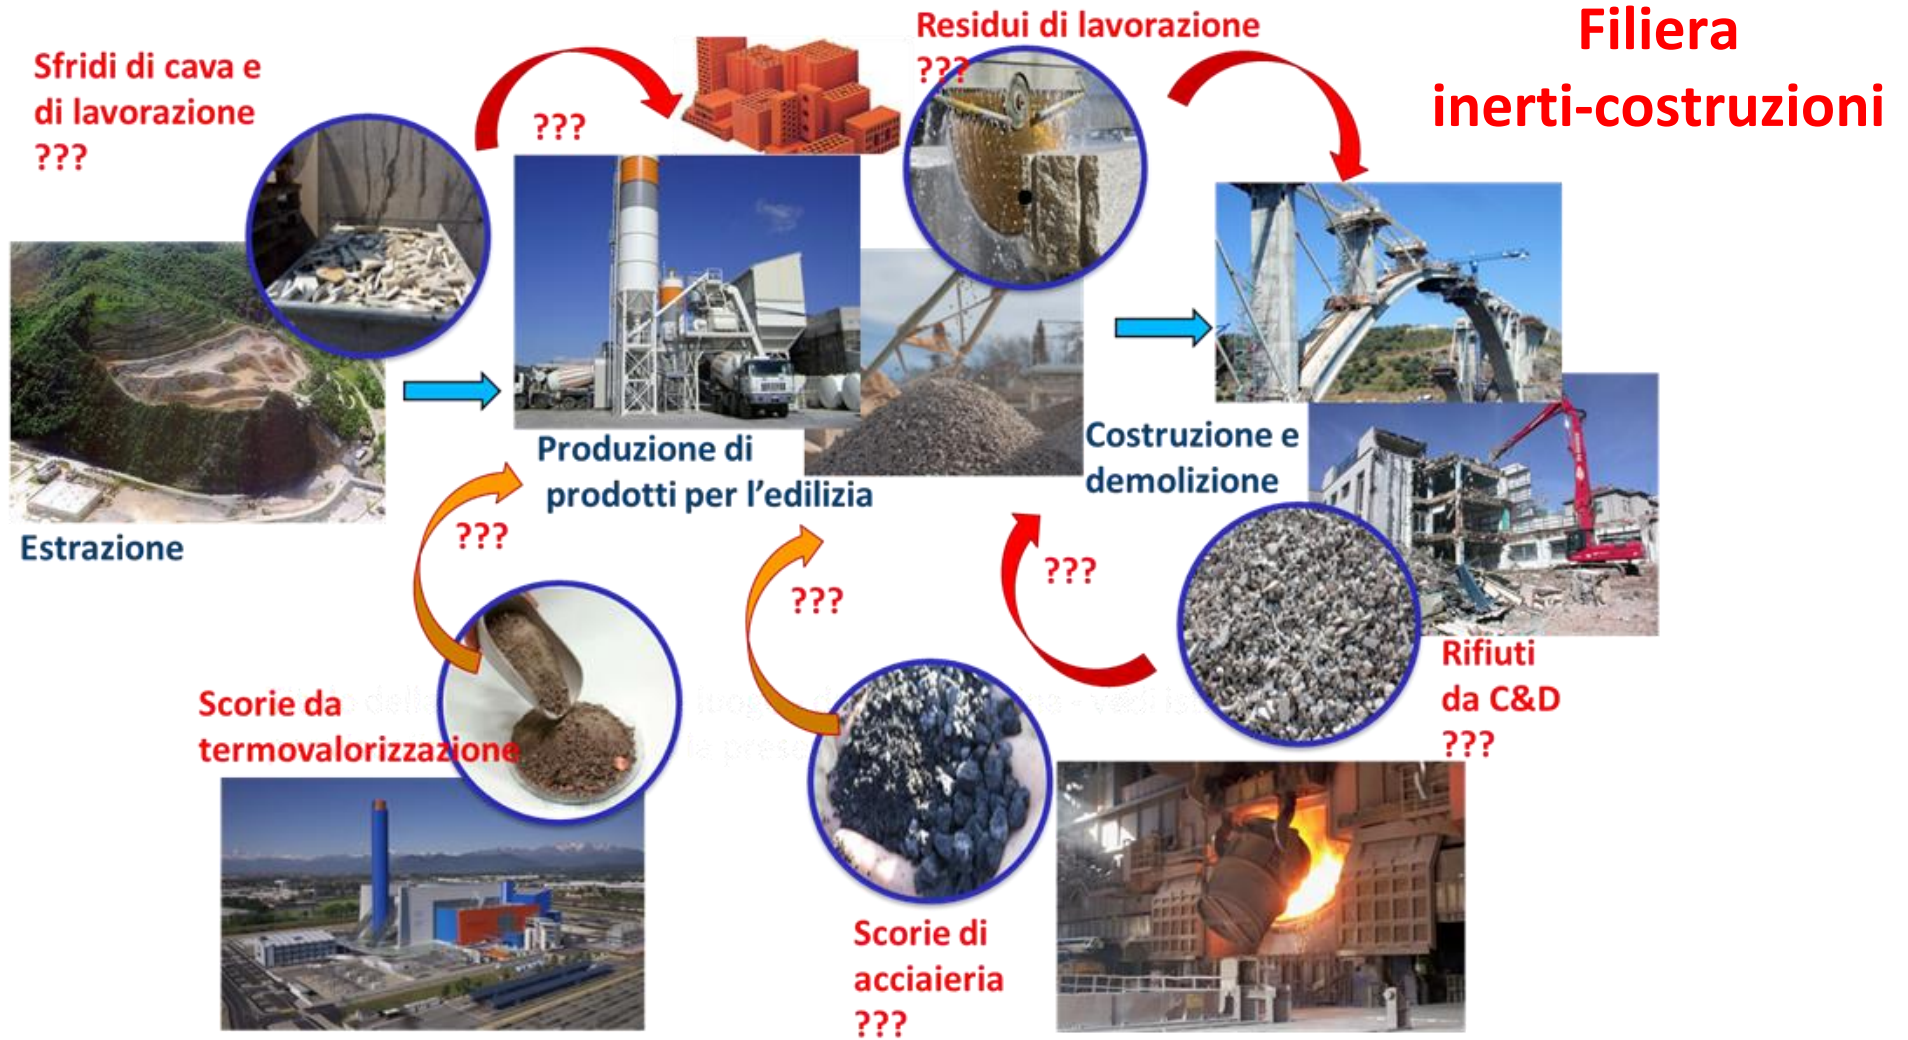 Filiera
inerti-costruzioni
Sfridi di cava e
di lavorazione
???
???
Residui di lavorazione
???
Estrazione
Produzione di
prodotti per l'edilizia
Costruzione e
demolizione
???
???
???
Rifiuti
da C&D
???
Scorie da
termovalorizzazione
Scorie di
acciaieria
???